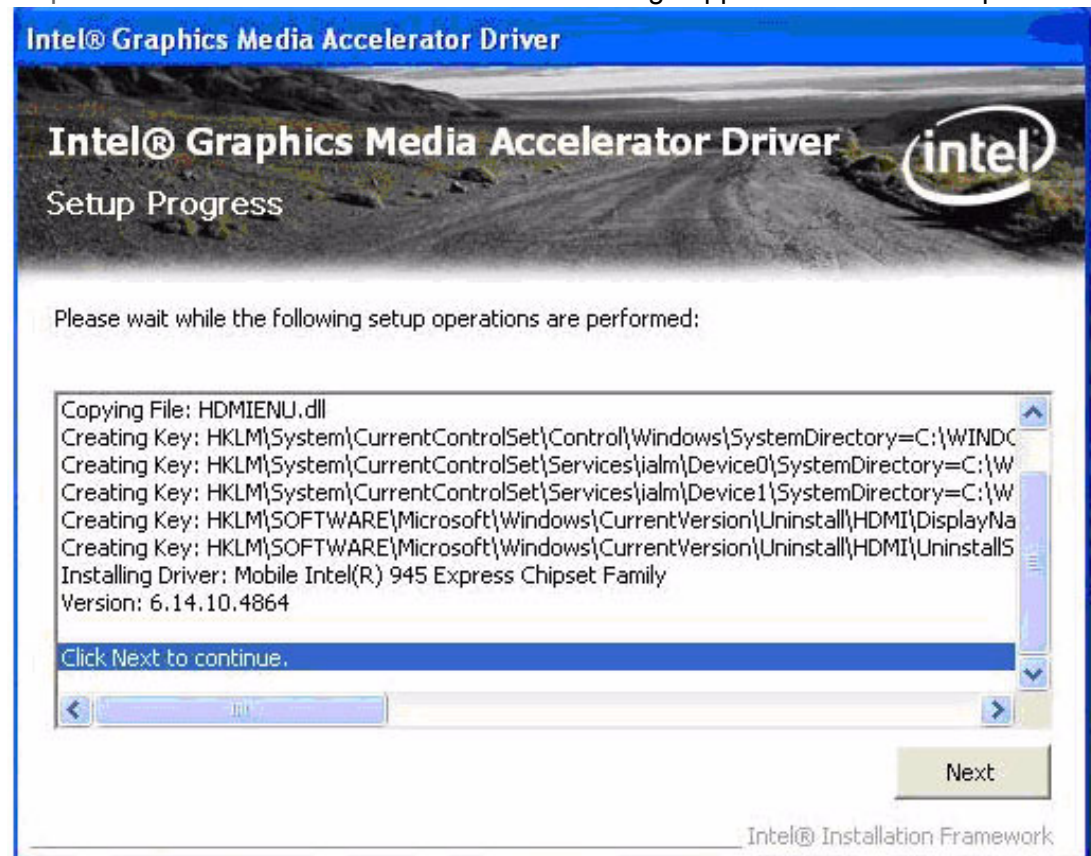 Intel® Graphics Media Accelerator Driver
Intel® Graphics Media Accelerator Driver
intel
Setup Progress
Please wait while the following setup operations are performed:
Copying File: HDMIENU.dll
Creating Key: HKLM\System\CurrentControlSet\Control\Windows\SystemDirectory=C:\WINDO
Creating Key: HKLM\System\CurrentControlSet\Services\ialm\Device0\SystemDirectory=C:\W
Creating Key: HKLM\System\CurrentControlSet\Services\ialm\Device1\SystemDirectory=C:\W
Creating Key: HKLM\SOFTWARE\Microsoft\Windows\CurrentVersion\Uninstall\HDMI\DisplayNa
Creating Key: HKLM\SOFTWARE\Microsoft\Windows\CurrentVersion\Uninstall\HDMI\UninstallS
Installing Driver: Mobile Intel(R) 945 Express Chipset Family
Version: 6.14.10.4864
Click Next to continue.
Next
Intel® Installation Framework